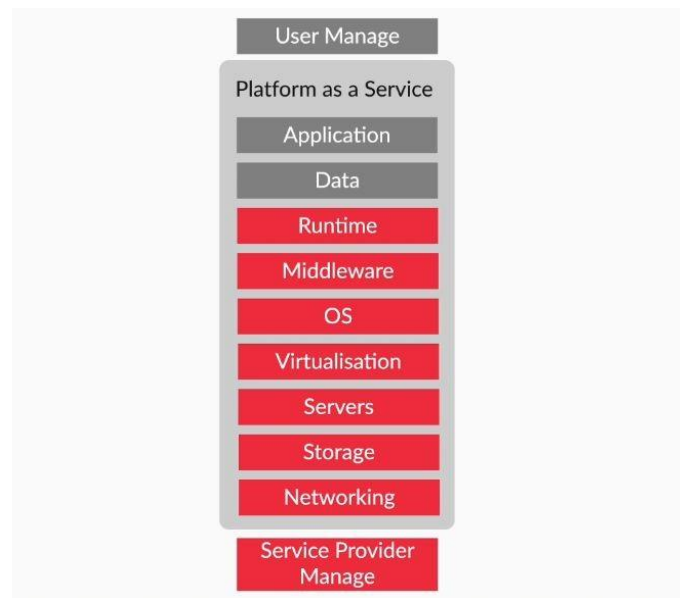 User Manage
Platform as a Service
Application
Data
Runtime
Middleware
OS
Virtualisation
Servers
Storage
Networking
Service Provider
Manage